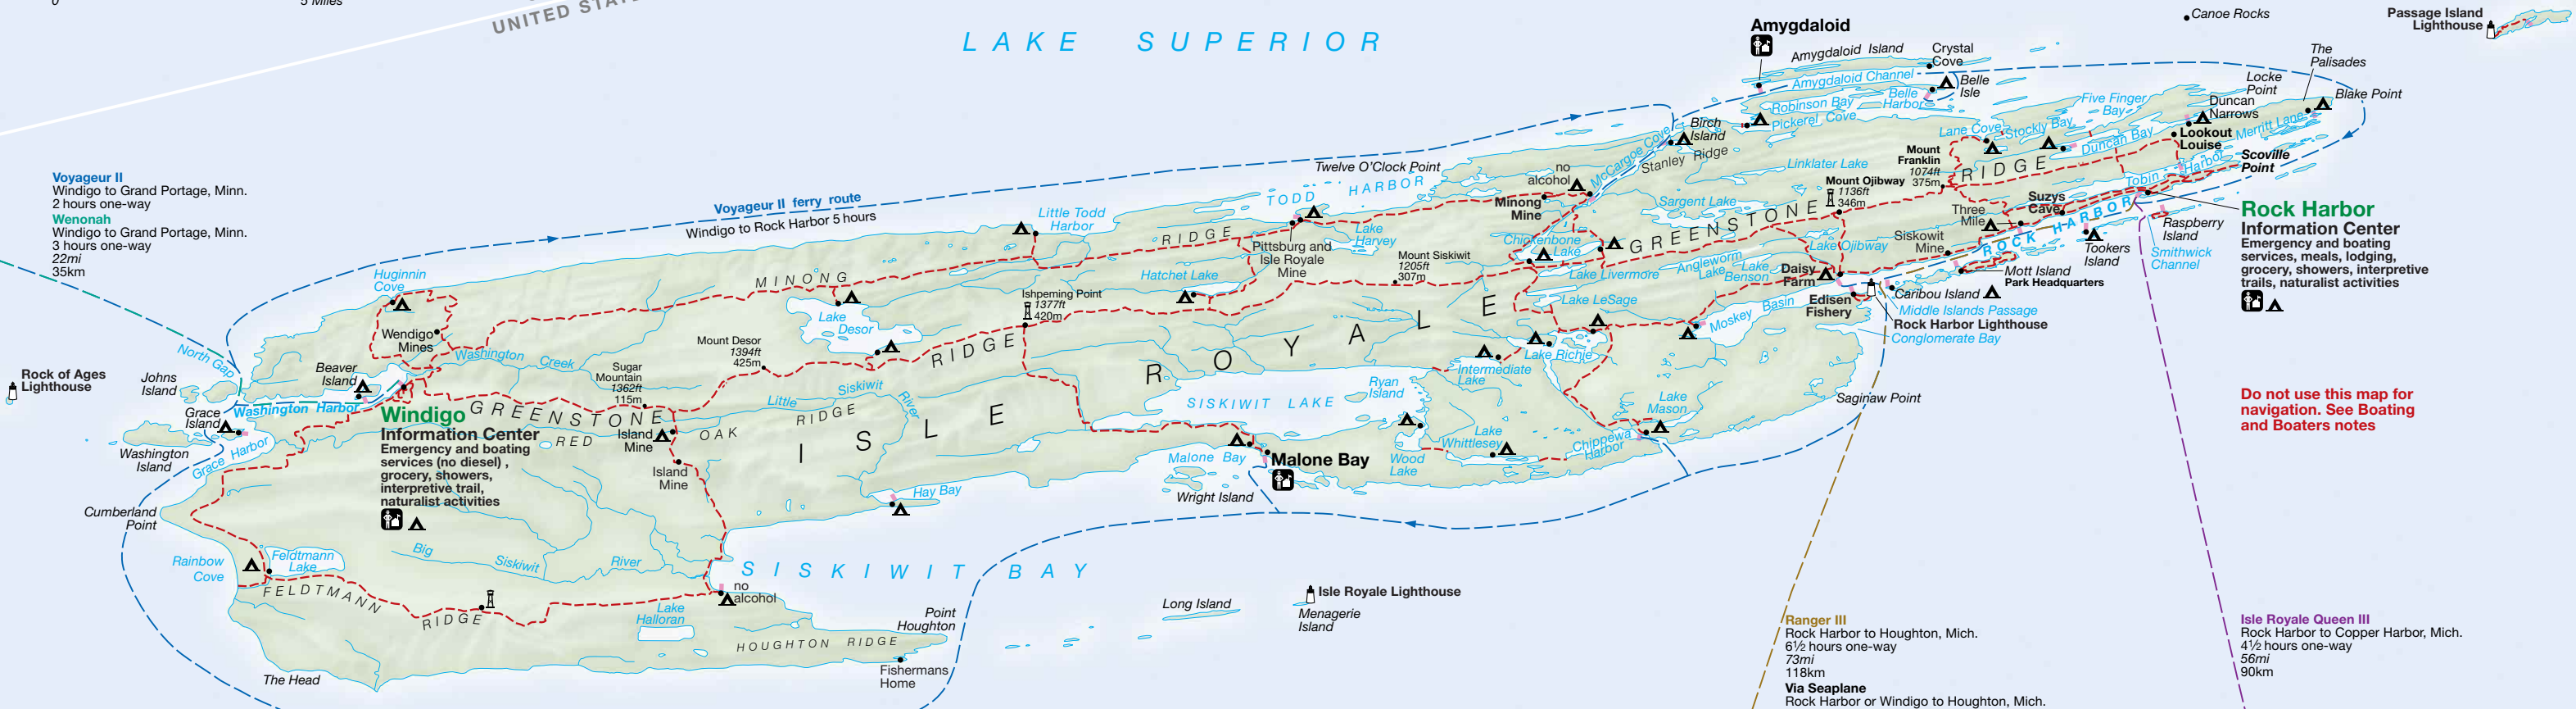 0 5 Miles
UNITED STATE
LAKE SUPERIOR
Canoe Rocks
Passage Island
Lighthouse
Amygdaloid
Amygdaloid Island
Crystal
Cove
Amygdaloid Channel
Belle
Isle
Belle
Harbor
Robinson Bay
Pickerel Cove
The
Palisades
Locke
Point
Blake Point
Five Finger
Bay
Duncan
Narrows
Merritt Lane
Lookout
Louise
Lane Cove
Stockly Bay
Duncan Bay
Tobin Harbor
Scoville
Point
Birch
Island
McCargoe Cove
Stanley Ridge
Linklater Lake
Mount
Franklin
1074ft
375m
RIDGE
Mount Ojibway
1136ft
346m
Voyageur II
Windigo to Grand Portage, Minn.
2 hours one-way
Wenonah
Windigo to Grand Portage, Minn.
3 hours one-way
22mi
35km
Voyageur II ferry route
Windigo to Rock Harbor 5 hours
Twelve O'Clock Point
TODD HARBOR
no
alcohol
Minong
Mine
Sargent Lake
Little Todd
Harbor
RIDGE
Pittsburg and
Isle Royale
Mine
Lake
Harvey
Chickenbone
Lake
GREENSTONE
Lake Ojibway
Three
Mile
Suzys
Cave
Siskowit
Mine
ROCK HARBOR
Rock Harbor
Information Center
Emergency and boating
services, meals, lodging,
grocery, showers, interpretive
trails, naturalist activities
Raspberry
Island
Tookers
Island
Smithwick
Channel
Mott Island
Park Headquarters
Huginnin
Cove
MINONG
Hatchet Lake
Mount Siskiwit
1205ft
307m
Lake Livermore
Angleworm
Lake
Lake
Benson
Daisy
Farm
Edisen
Fishery
Caribou Island
Middle Islands Passage
Rock Harbor Lighthouse
Conglomerate Bay
Ishpeming Point
1377ft
420m
Lake
Desor
Lake LeSage
Moskey Basin
Wendigo
Mines
Washington Creek
Mount Desor
1394ft
425m
RIDGE
ISLE ROYALE
Lake Richie
Intermediate
Lake
North Gap
Rock of Ages
Lighthouse
Johns
Island
Beaver
Island
Sugar
Mountain
1362ft
115m
Little Siskiwit River
SISKIWIT LAKE
Ryan
Island
Lake
Mason
Saginaw Point
Do not use this map for
navigation. See Boating
and Boaters notes
Grace
Island
Washington Harbor
Windigo
Information Center
Emergency and boating
services (no diesel) ,
grocery, showers,
interpretive trail,
naturalist activities
GREENSTONE
RED OAK RIDGE
Island
Mine
Island
Mine
Washington
Island
Grace Harbor
Malone Bay
Malone Bay
Wright Island
Wood
Lake
Lake
Whittlesey
Chippewa
Harbor
Hay Bay
Cumberland
Point
Rainbow
Cove
Feldtmann
Lake
Big Siskiwit River
SISKIWIT BAY
FELDTMANN RIDGE
no
alcohol
Lake
Halloran
Point
Houghton
HOUGHTON RIDGE
Fishermans
Home
The Head
Long Island
Isle Royale Lighthouse
Menagerie
Island
Ranger III
Rock Harbor to Houghton, Mich.
6½ hours one-way
73mi
118km
Via Seaplane
Rock Harbor or Windigo to Houghton, Mich.
Isle Royale Queen III
Rock Harbor to Copper Harbor, Mich.
4½ hours one-way
56mi
90km